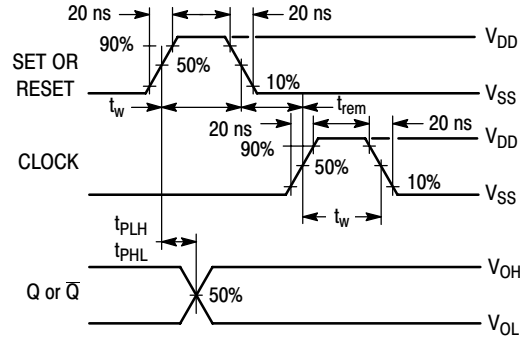 20 ns
20 ns
90%
SET OR
RESET
50%
10%
V_DD
V_SS
t_w
t_rem
20 ns
20 ns
CLOCK
90%
50%
10%
V_DD
V_SS
t_w
t_PLH
t_PHL
Q or Q̅
50%
V_OH
V_OL